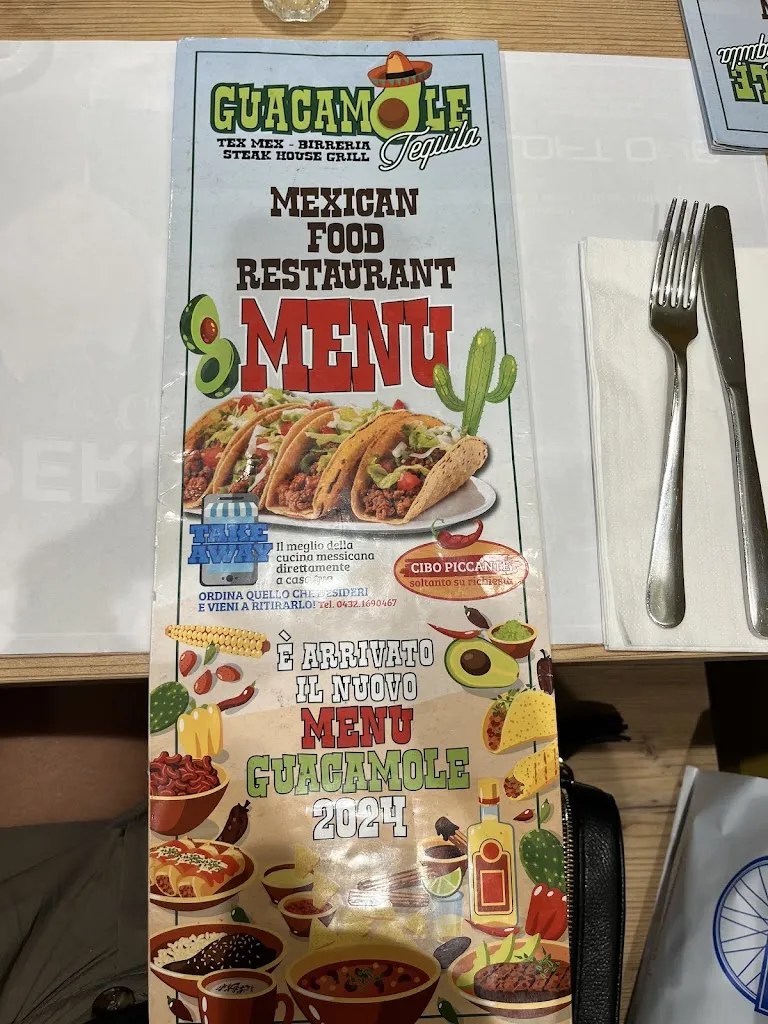 GUACAMOLE
Tequila
TEX MEX - BIRRERIA
STEAK HOUSE GRILL
MEXICAN
FOOD
RESTAURANT
MENU
TAKE
AWAY
Il meglio della
cucina messicana
direttamente
a casa
ORDINA QUELLO CHE DESIDERI
E VIENI A RITIRARLO! Tel. 0432.1690467
CIBO PICCANTE
soltanto su richiesta
È ARRIVATO
IL NUOVO
MENU
GUACAMOLE
2024